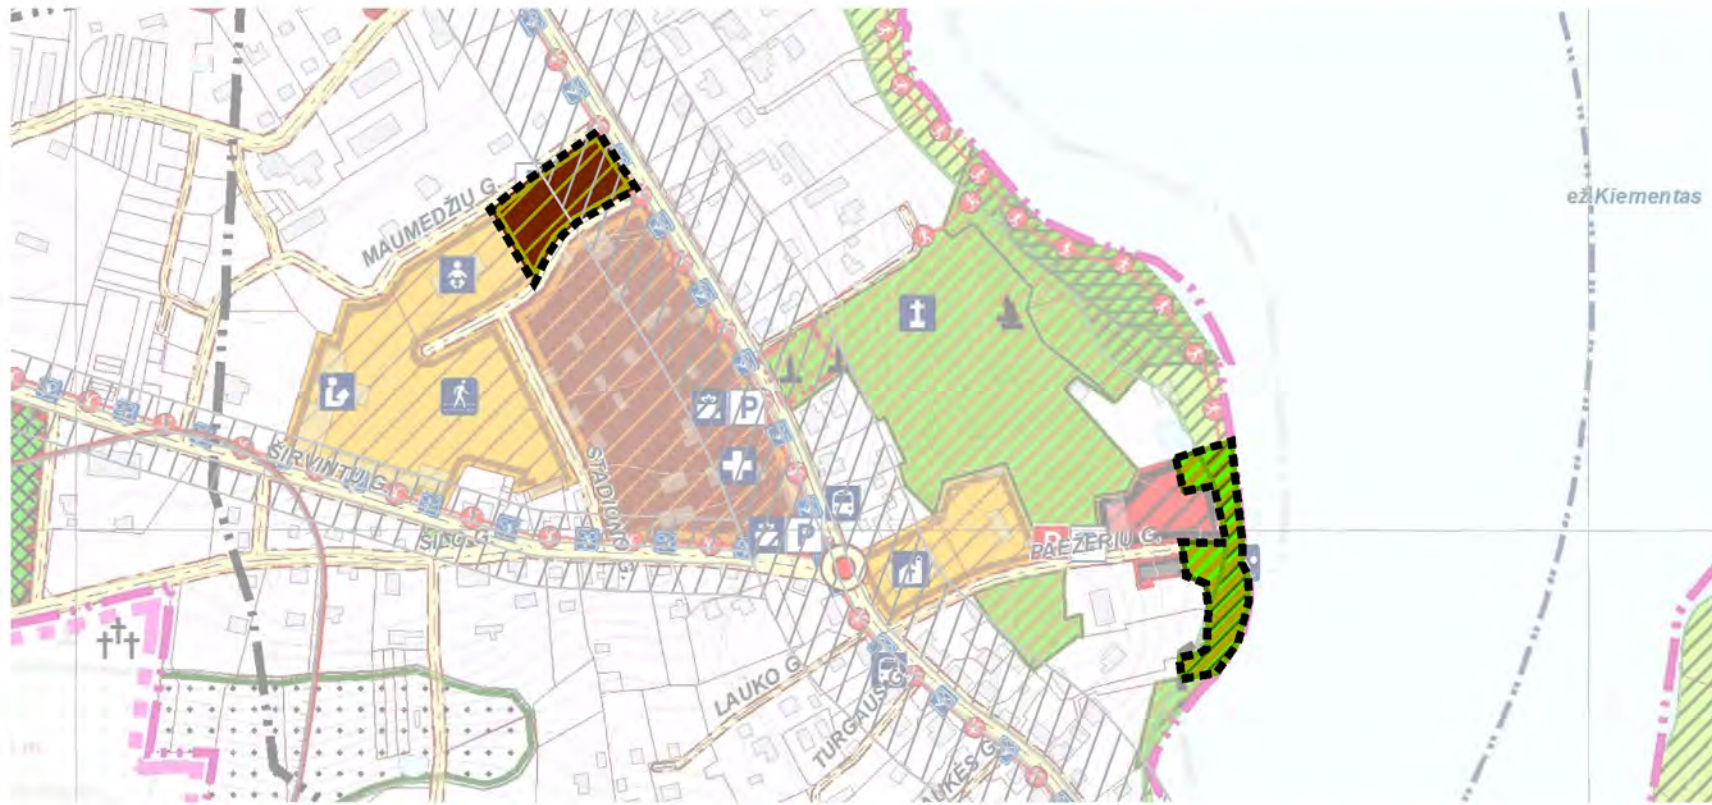 MAUMEDŽIŲ G.
ež. Kiementas
P
ŠIRVINTŲ G.
STADIONO G.
ŠILO G.
P
PAEŽERIŲ G.
LAUKO G.
TURGAUS G.